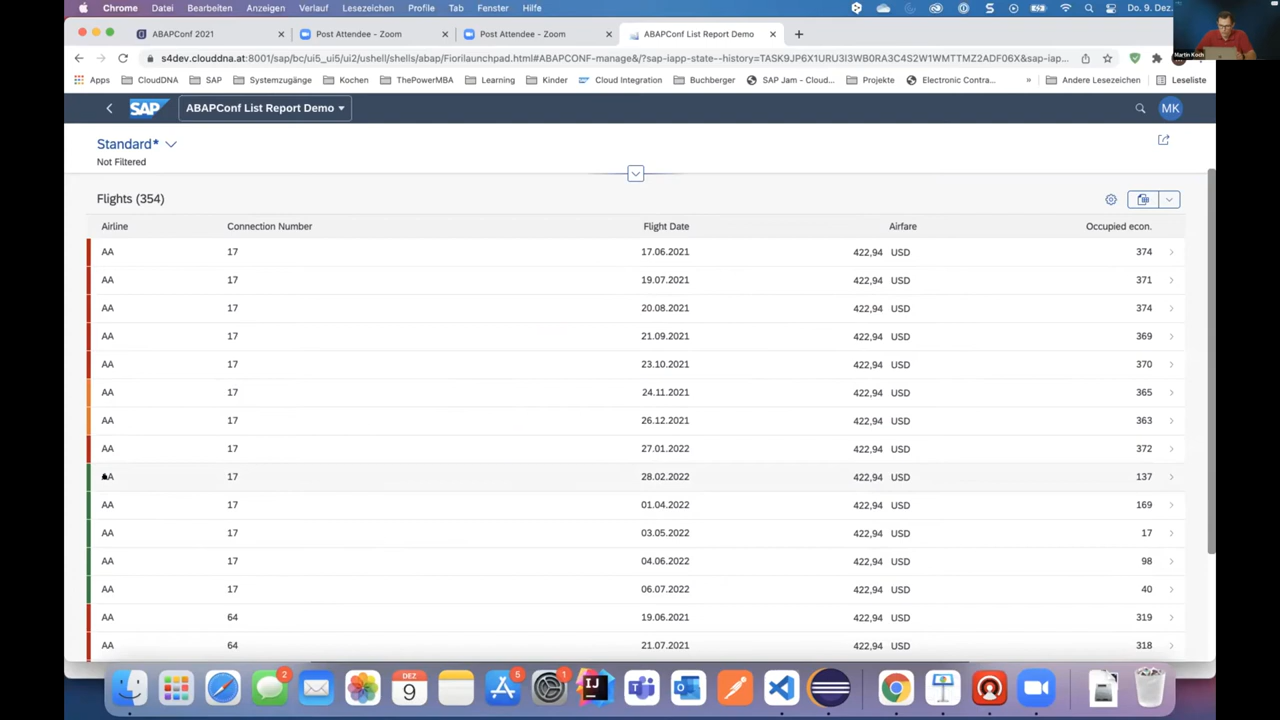 Chrome Datei Bearbeiten Anzeigen Verlauf Lesezeichen Profile Tab Fenster Hilfe Do. 9. Dez.
ABAPConf 2021 Post Attendee - Zoom Post Attendee - Zoom ABAPConf List Report Demo
Martin Koch
s4dev.clouddna.at:8001/sap/bc/ui5_ui5/ui2/ushell/shells/abap/Fiorilaunchpad.html#ABAPCONF-manage&/?sap-iapp-state--history=TASK9JP6X1URU3I3WB0RA3C4S2W1MWTTMZ2ADF06X&sap-iap...
Apps CloudDNA SAP Systemzugänge Kochen ThePowerMBA Learning Kinder Cloud Integration Buchberger SAP Jam - Cloud... Projekte Electronic Contra... » Andere Lesezeichen Leseliste
SAP ABAPConf List Report Demo MK
Standard*
Not Filtered
Flights (354)
Airline Connection Number Flight Date Airfare Occupied econ.
AA 17 17.06.2021 422,94 USD 374
AA 17 19.07.2021 422,94 USD 371
AA 17 20.08.2021 422,94 USD 374
AA 17 21.09.2021 422,94 USD 369
AA 17 23.10.2021 422,94 USD 370
AA 17 24.11.2021 422,94 USD 365
AA 17 26.12.2021 422,94 USD 363
AA 17 27.01.2022 422,94 USD 372
AA 17 28.02.2022 422,94 USD 137
AA 17 01.04.2022 422,94 USD 169
AA 17 03.05.2022 422,94 USD 17
AA 17 04.06.2022 422,94 USD 98
AA 17 06.07.2022 422,94 USD 40
AA 64 19.06.2021 422,94 USD 319
AA 64 21.07.2021 422,94 USD 318
2 DEZ 9 5 1 IJ